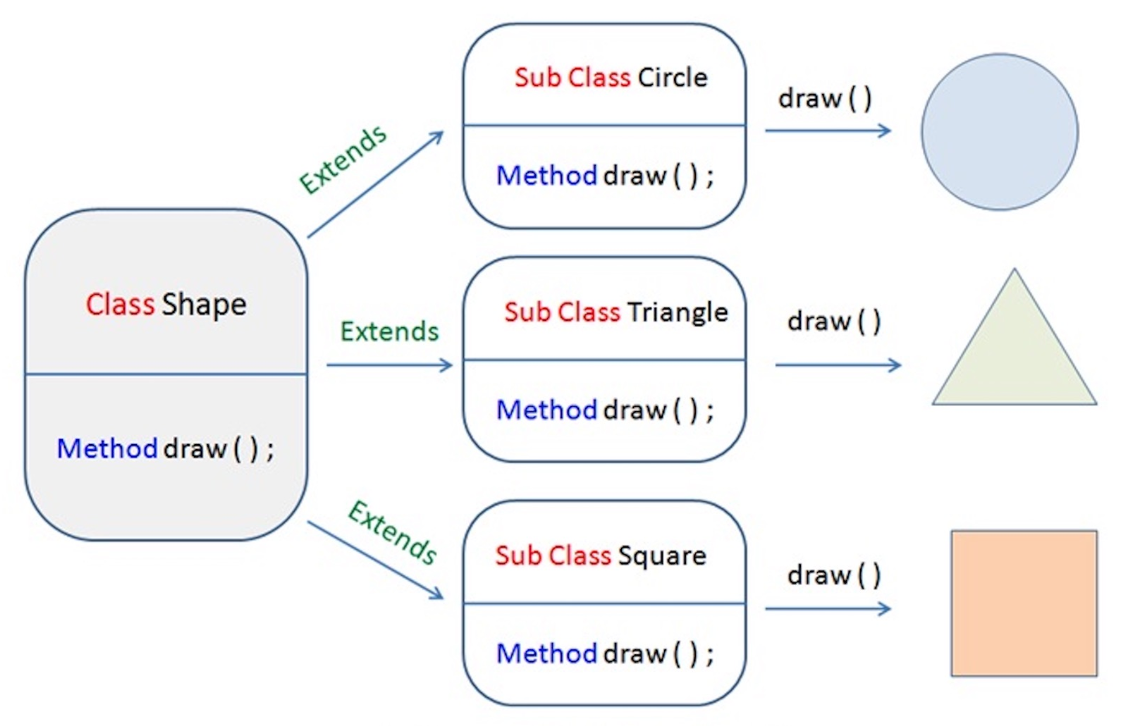 Class Shape
Method draw ( ) ;
Extends
Sub Class Circle
Method draw ( ) ;
draw ( )
Extends
Sub Class Triangle
Method draw ( ) ;
draw ( )
Extends
Sub Class Square
Method draw ( ) ;
draw ( )